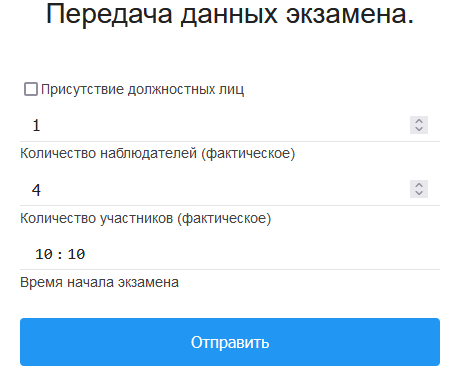 Передача данных экзамена.
Присутствие должностных лиц
1
Количество наблюдателей (фактическое)
4
Количество участников (фактическое)
10 : 10
Время начала экзамена
Отправить